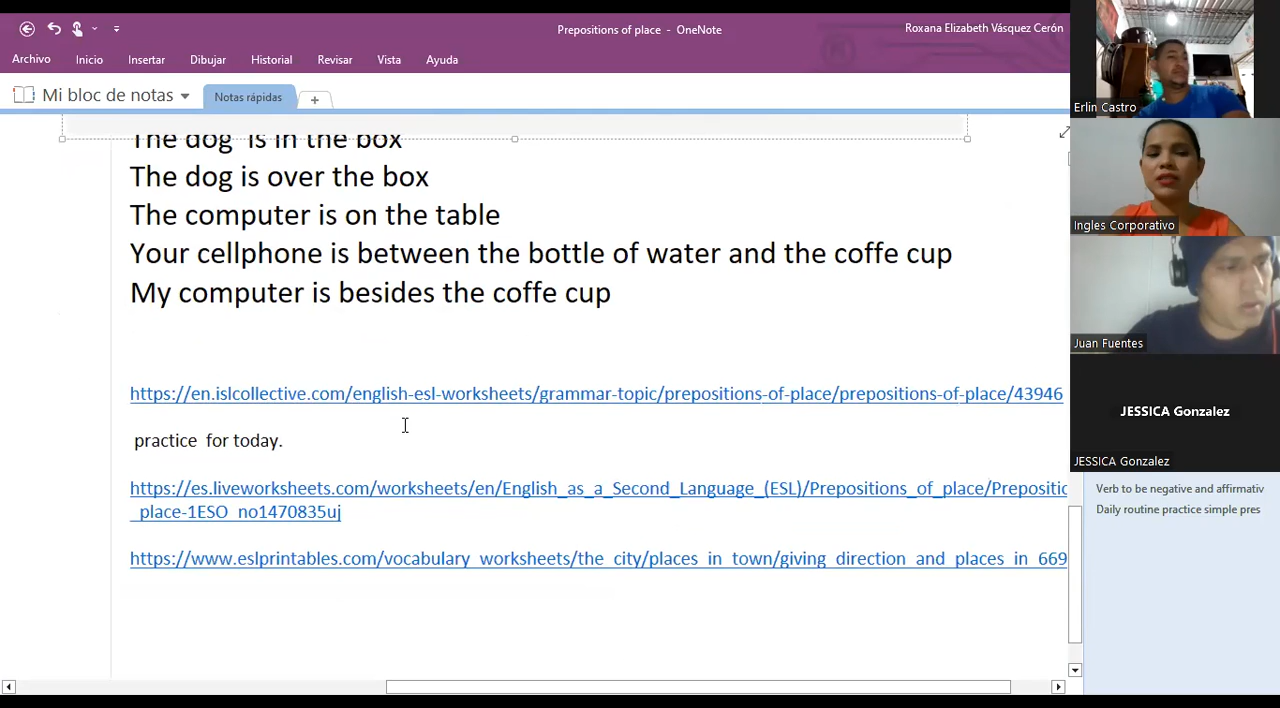 Prepositions of place - OneNote
Roxana Elizabeth Vásquez Cerón
Archivo Inicio Insertar Dibujar Historial Revisar Vista Ayuda
Mi bloc de notas Notas rápidas +
The dog is in the box
The dog is over the box
The computer is on the table
Your cellphone is between the bottle of water and the coffe cup
My computer is besides the coffe cup
https://en.islcollective.com/english-esl-worksheets/grammar-topic/prepositions-of-place/prepositions-of-place/43946
practice for today.
https://es.liveworksheets.com/worksheets/en/English_as_a_Second_Language_(ESL)/Prepositions_of_place/Prepositio
_place-1ESO_no1470835uj
https://www.eslprintables.com/vocabulary_worksheets/the_city/places_in_town/giving_direction_and_places_in_669
Erlin Castro
Ingles Corporativo
Juan Fuentes
JESSICA Gonzalez
JESSICA Gonzalez
Verb to be negative and affirmativ
Daily routine practice simple pres